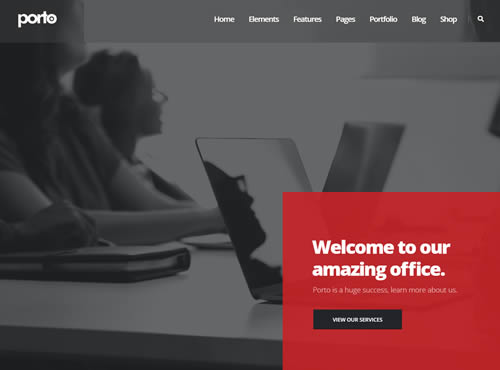 porto
Home Elements Features Pages Portfolio Blog Shop
Welcome to our
amazing office.
Porto is a huge success, learn more about us.
VIEW OUR SERVICES